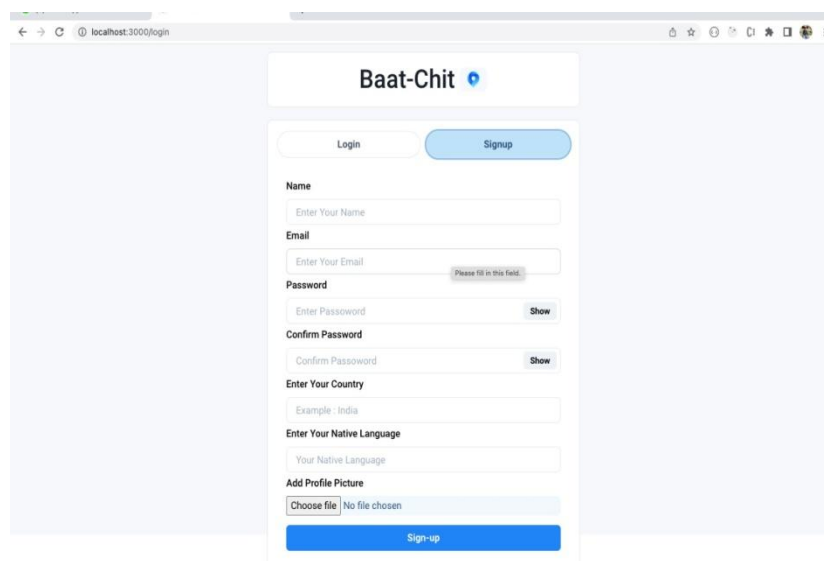 localhost:3000/login
Baat-Chit
Login Signup
Name
Enter Your Name
Email
Enter Your Email
Please fill in this field.
Password
Enter Passoword
Show
Confirm Password
Confirm Passoword
Show
Enter Your Country
Example : India
Enter Your Native Language
Your Native Language
Add Profile Picture
Choose file No file chosen
Sign-up